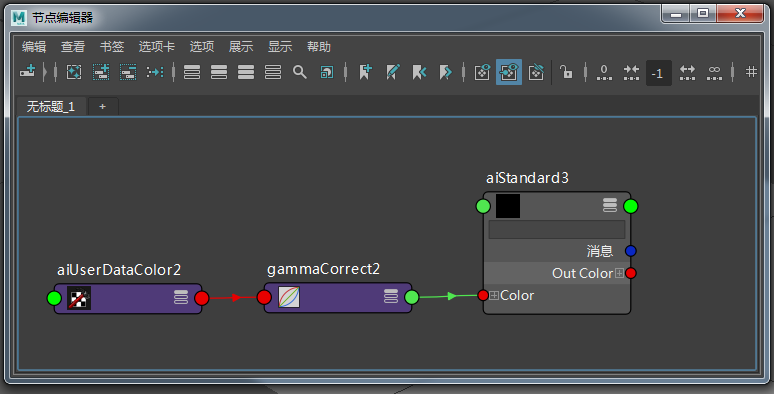 M
节点编辑器
编辑 查看 书签 选项卡 选项 展示 显示 帮助
0 -1 ∞
无标题_1 +
aiStandard3
消息
aiUserDataColor2 gammaCorrect2 Out Color
Color